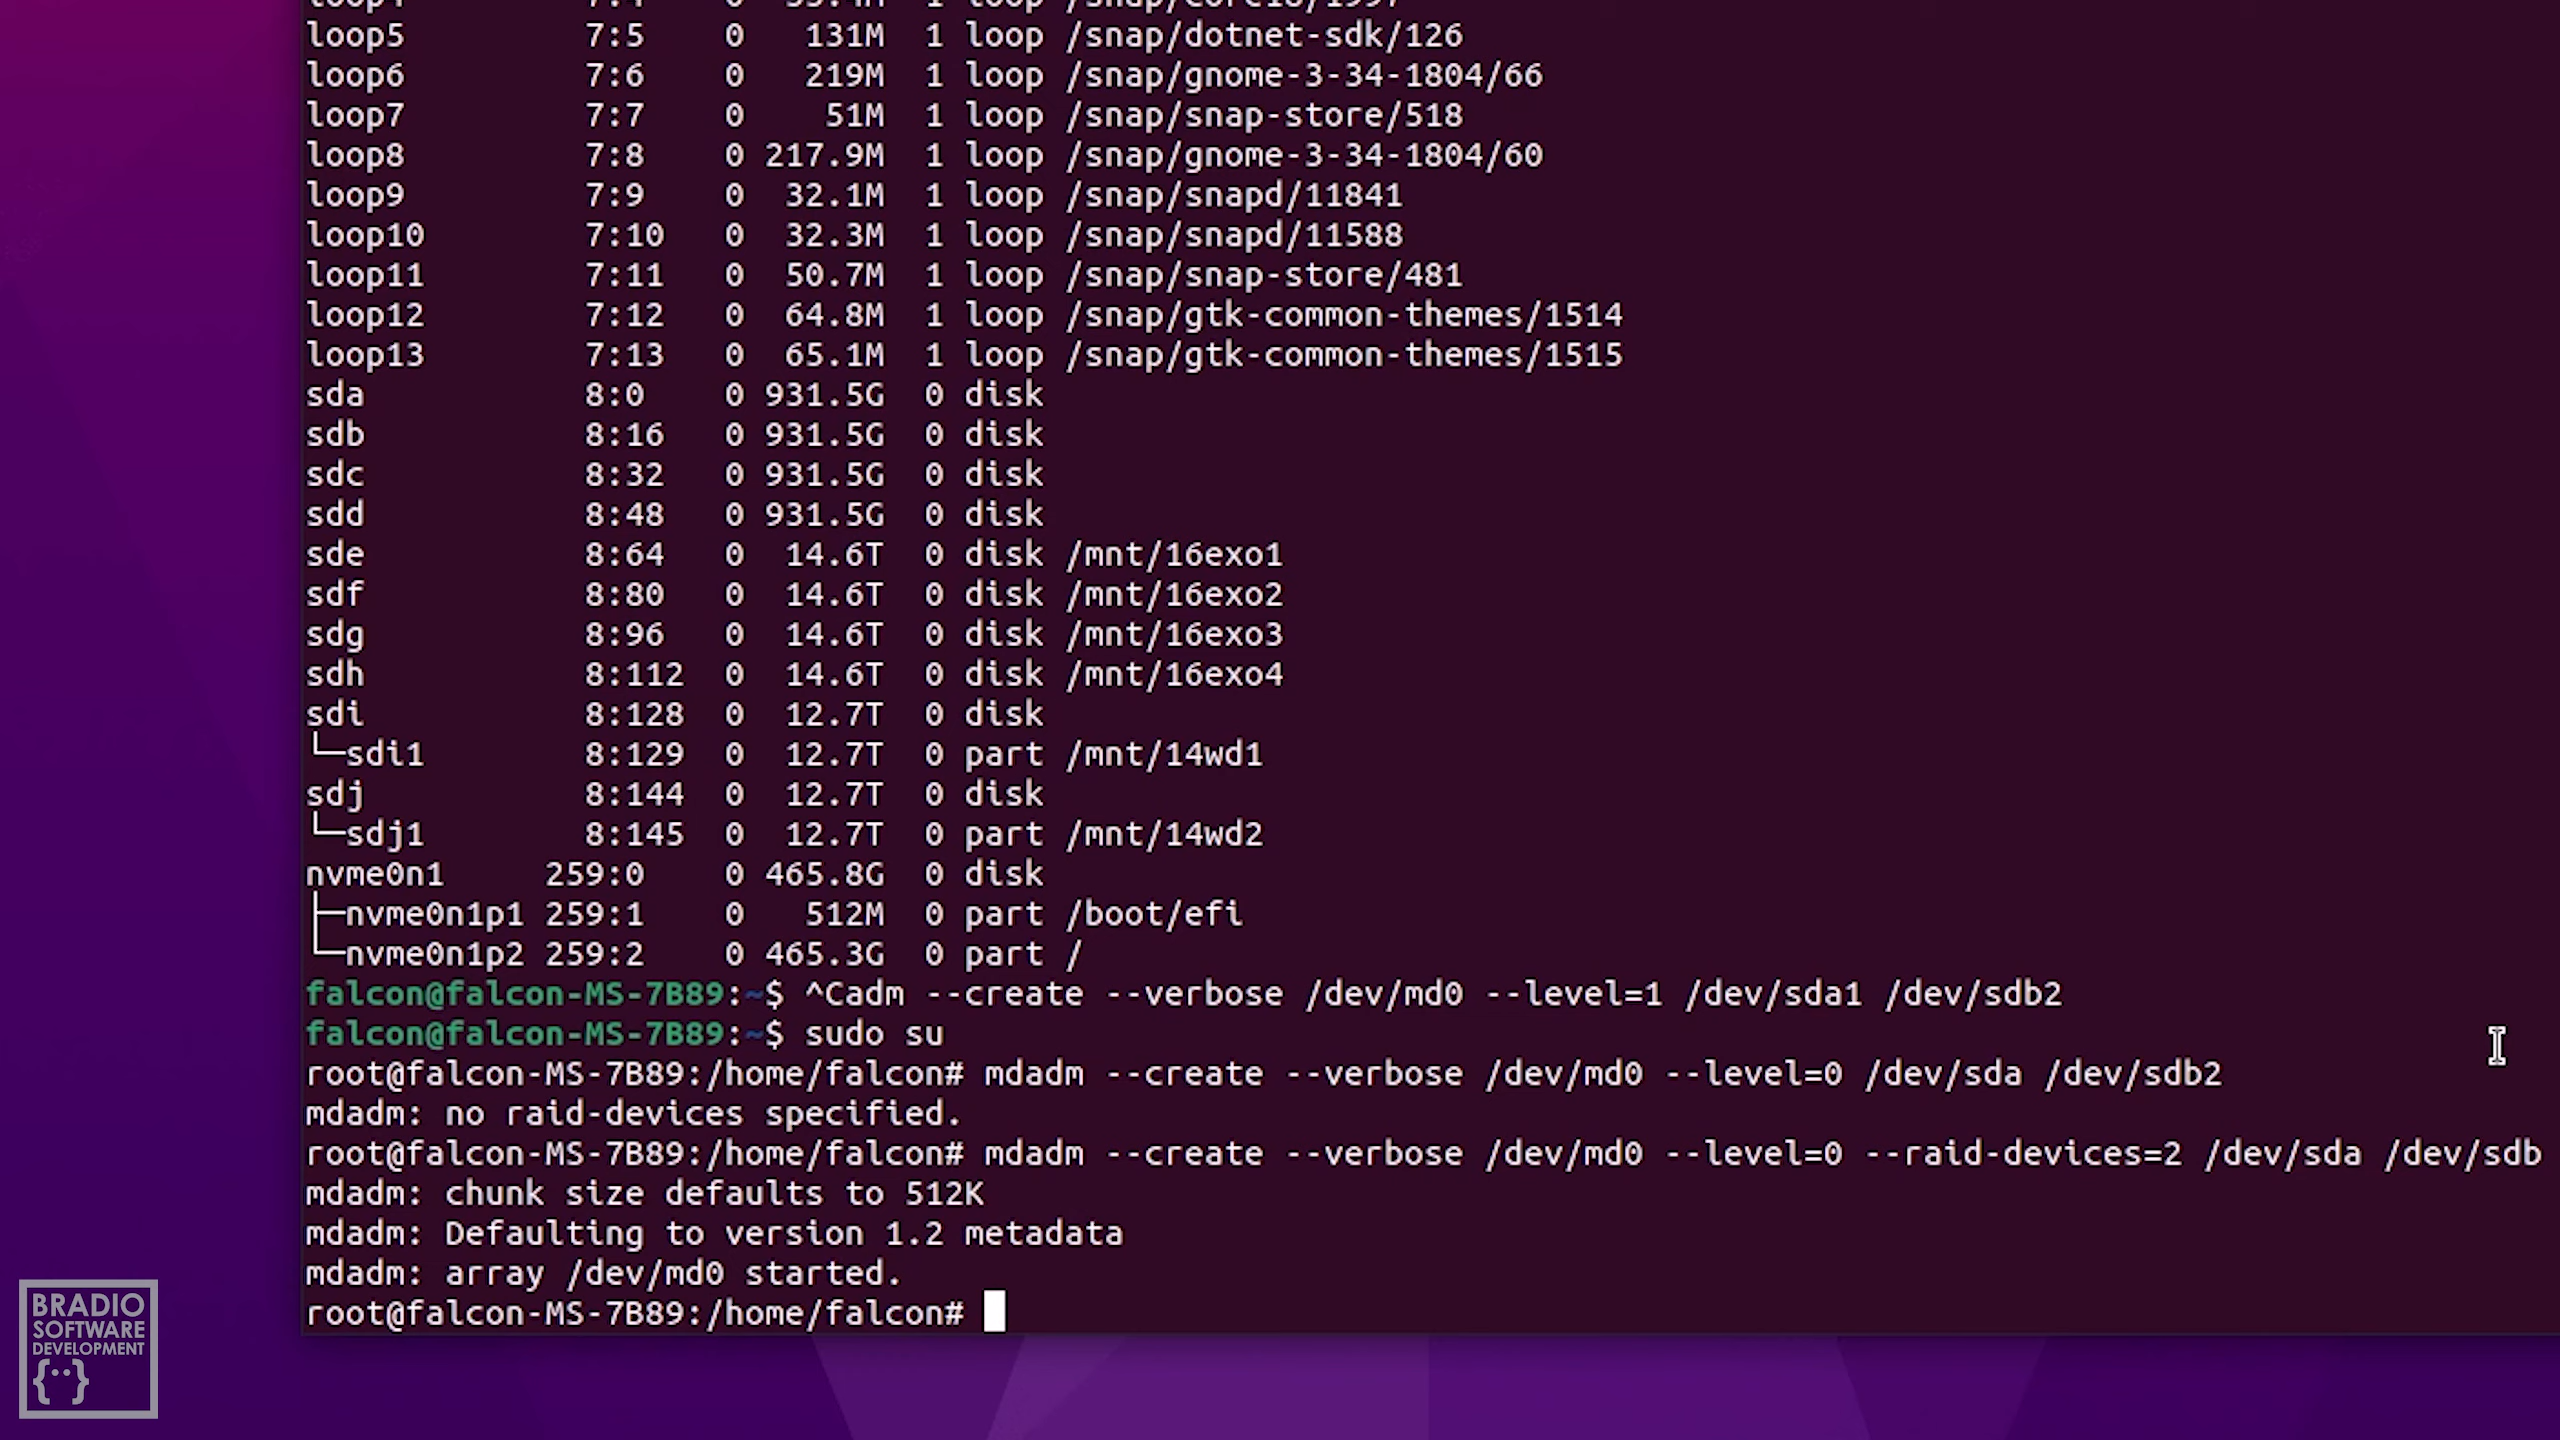 loop4 7:4 0 55.4M 1 loop /snap/core18/1997
loop5 7:5 0 131M 1 loop /snap/dotnet-sdk/126
loop6 7:6 0 219M 1 loop /snap/gnome-3-34-1804/66
loop7 7:7 0 51M 1 loop /snap/snap-store/518
loop8 7:8 0 217.9M 1 loop /snap/gnome-3-34-1804/60
loop9 7:9 0 32.1M 1 loop /snap/snapd/11841
loop10 7:10 0 32.3M 1 loop /snap/snapd/11588
loop11 7:11 0 50.7M 1 loop /snap/snap-store/481
loop12 7:12 0 64.8M 1 loop /snap/gtk-common-themes/1514
loop13 7:13 0 65.1M 1 loop /snap/gtk-common-themes/1515
sda 8:0 0 931.5G 0 disk
sdb 8:16 0 931.5G 0 disk
sdc 8:32 0 931.5G 0 disk
sdd 8:48 0 931.5G 0 disk
sde 8:64 0 14.6T 0 disk /mnt/16exo1
sdf 8:80 0 14.6T 0 disk /mnt/16exo2
sdg 8:96 0 14.6T 0 disk /mnt/16exo3
sdh 8:112 0 14.6T 0 disk /mnt/16exo4
sdi 8:128 0 12.7T 0 disk
└─sdi1 8:129 0 12.7T 0 part /mnt/14wd1
sdj 8:144 0 12.7T 0 disk
└─sdj1 8:145 0 12.7T 0 part /mnt/14wd2
nvme0n1 259:0 0 465.8G 0 disk
├─nvme0n1p1 259:1 0 512M 0 part /boot/efi
└─nvme0n1p2 259:2 0 465.3G 0 part /
falcon@falcon-MS-7B89:~$ ^Cadm --create --verbose /dev/md0 --level=1 /dev/sda1 /dev/sdb2
falcon@falcon-MS-7B89:~$ sudo su
root@falcon-MS-7B89:/home/falcon# mdadm --create --verbose /dev/md0 --level=0 /dev/sda /dev/sdb2
mdadm: no raid-devices specified.
root@falcon-MS-7B89:/home/falcon# mdadm --create --verbose /dev/md0 --level=0 --raid-devices=2 /dev/sda /dev/sdb
mdadm: chunk size defaults to 512K
mdadm: Defaulting to version 1.2 metadata
mdadm: array /dev/md0 started.
root@falcon-MS-7B89:/home/falcon#
BRADIO
SOFTWARE
DEVELOPMENT
{··}